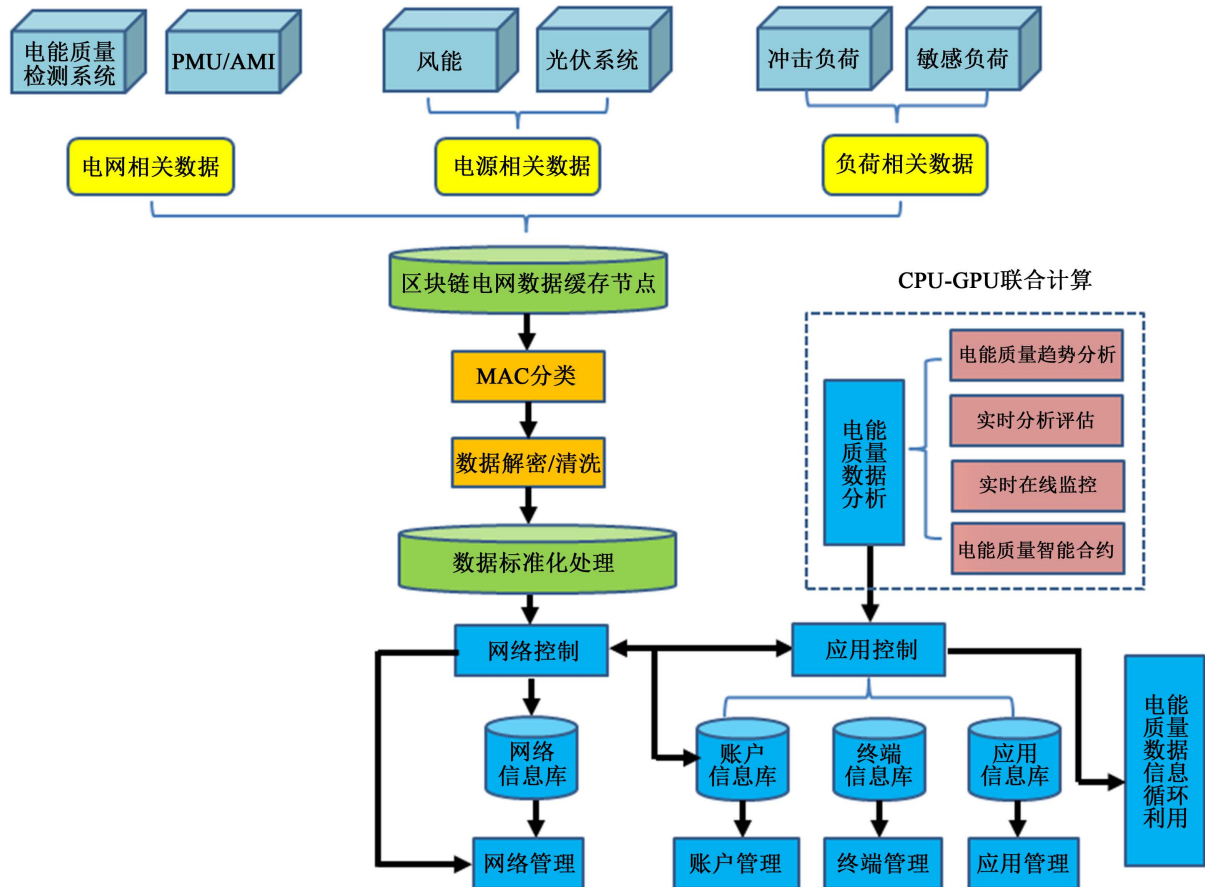 电能质量
检测系统
PMU/AMI
风能
光伏系统
冲击负荷
敏感负荷
电网相关数据
电源相关数据
负荷相关数据
区块链电网数据缓存节点
CPU-GPU联合计算
MAC分类
数据解密/清洗
数据标准化处理
电能
质量
数据
分析
电能质量趋势分析
实时分析评估
实时在线监控
电能质量智能合约
网络控制
应用控制
网络
信息库
账户
信息库
终端
信息库
应用
信息库
电能
质量
数据
信息
循环
利用
网络管理
账户管理
终端管理
应用管理